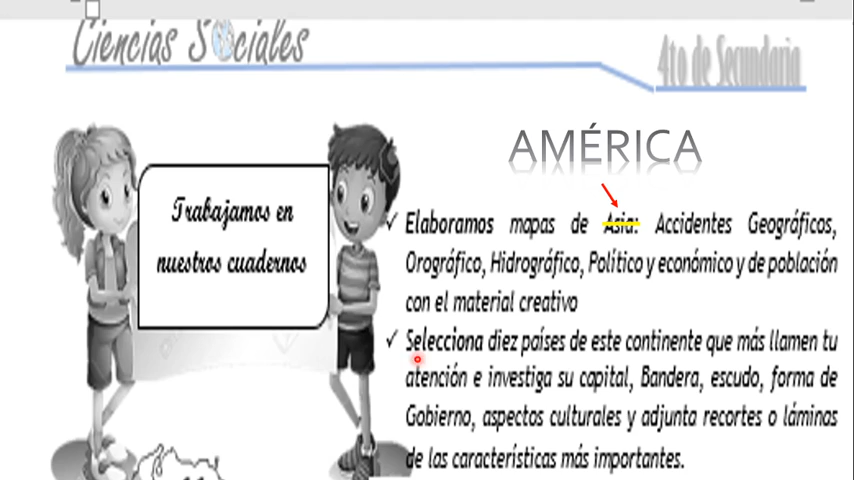 Ciencias Sociales
4to de Secundaria
AMÉRICA
Trabajamos en
nuestros cuadernos
✓ Elaboramos mapas de Asia: Accidentes Geográficos,
Orográfico, Hidrográfico, Político y económico y de población
con el material creativo
✓ Selecciona diez países de este continente que más llamen tu
atención e investiga su capital, Bandera, escudo, forma de
Gobierno, aspectos culturales y adjunta recortes o láminas
de las características más importantes.